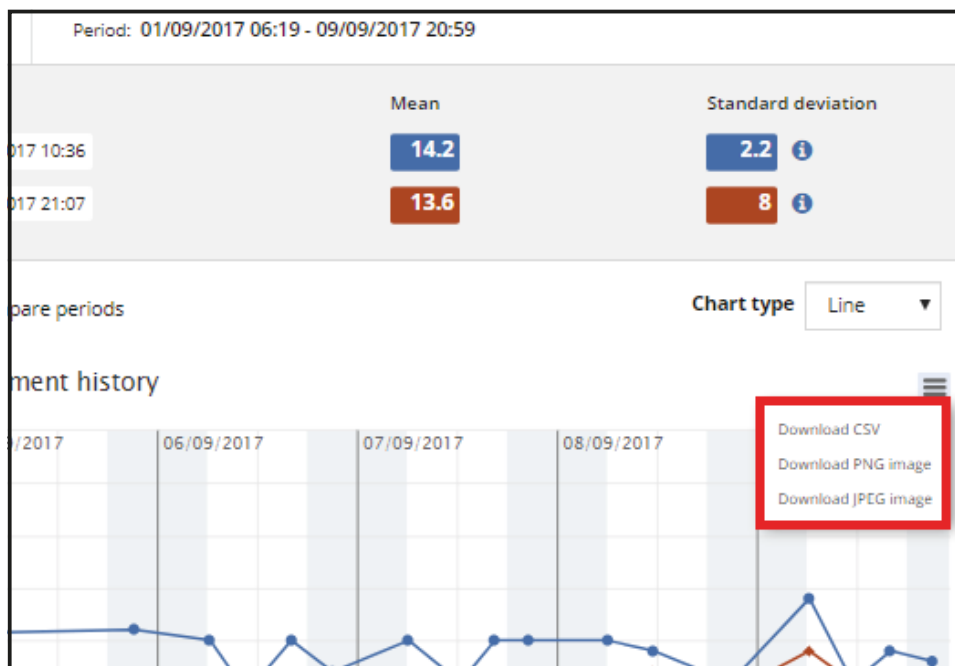 Period: 01/09/2017 06:19 - 09/09/2017 20:59
Mean Standard deviation
017 10:36 14.2 2.2 i
017 21:07 13.6 8 i
pare periods Chart type Line ▼
ment history
9/2017 06/09/2017 07/09/2017 08/09/2017
Download CSV
Download PNG image
Download JPEG image